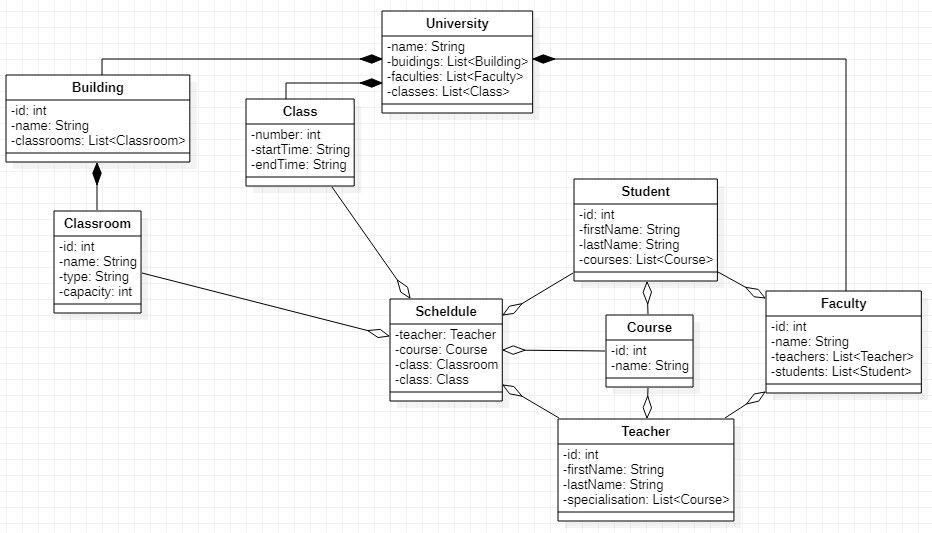 University
-name: String
-buidings: List<Building>
-faculties: List<Faculty>
-classes: List<Class>
Building
-id: int
-name: String
-classrooms: List<Classroom>
Class
-number: int
-startTime: String
-endTime: String
Classroom
-id: int
-name: String
-type: String
-capacity: int
Student
-id: int
-firstName: String
-lastName: String
-courses: List<Course>
Scheldule
-teacher: Teacher
-course: Course
-class: Classroom
-class: Class
Course
-id: int
-name: String
Faculty
-id: int
-name: String
-teachers: List<Teacher>
-students: List<Student>
Teacher
-id: int
-firstName: String
-lastName: String
-specialisation: List<Course>